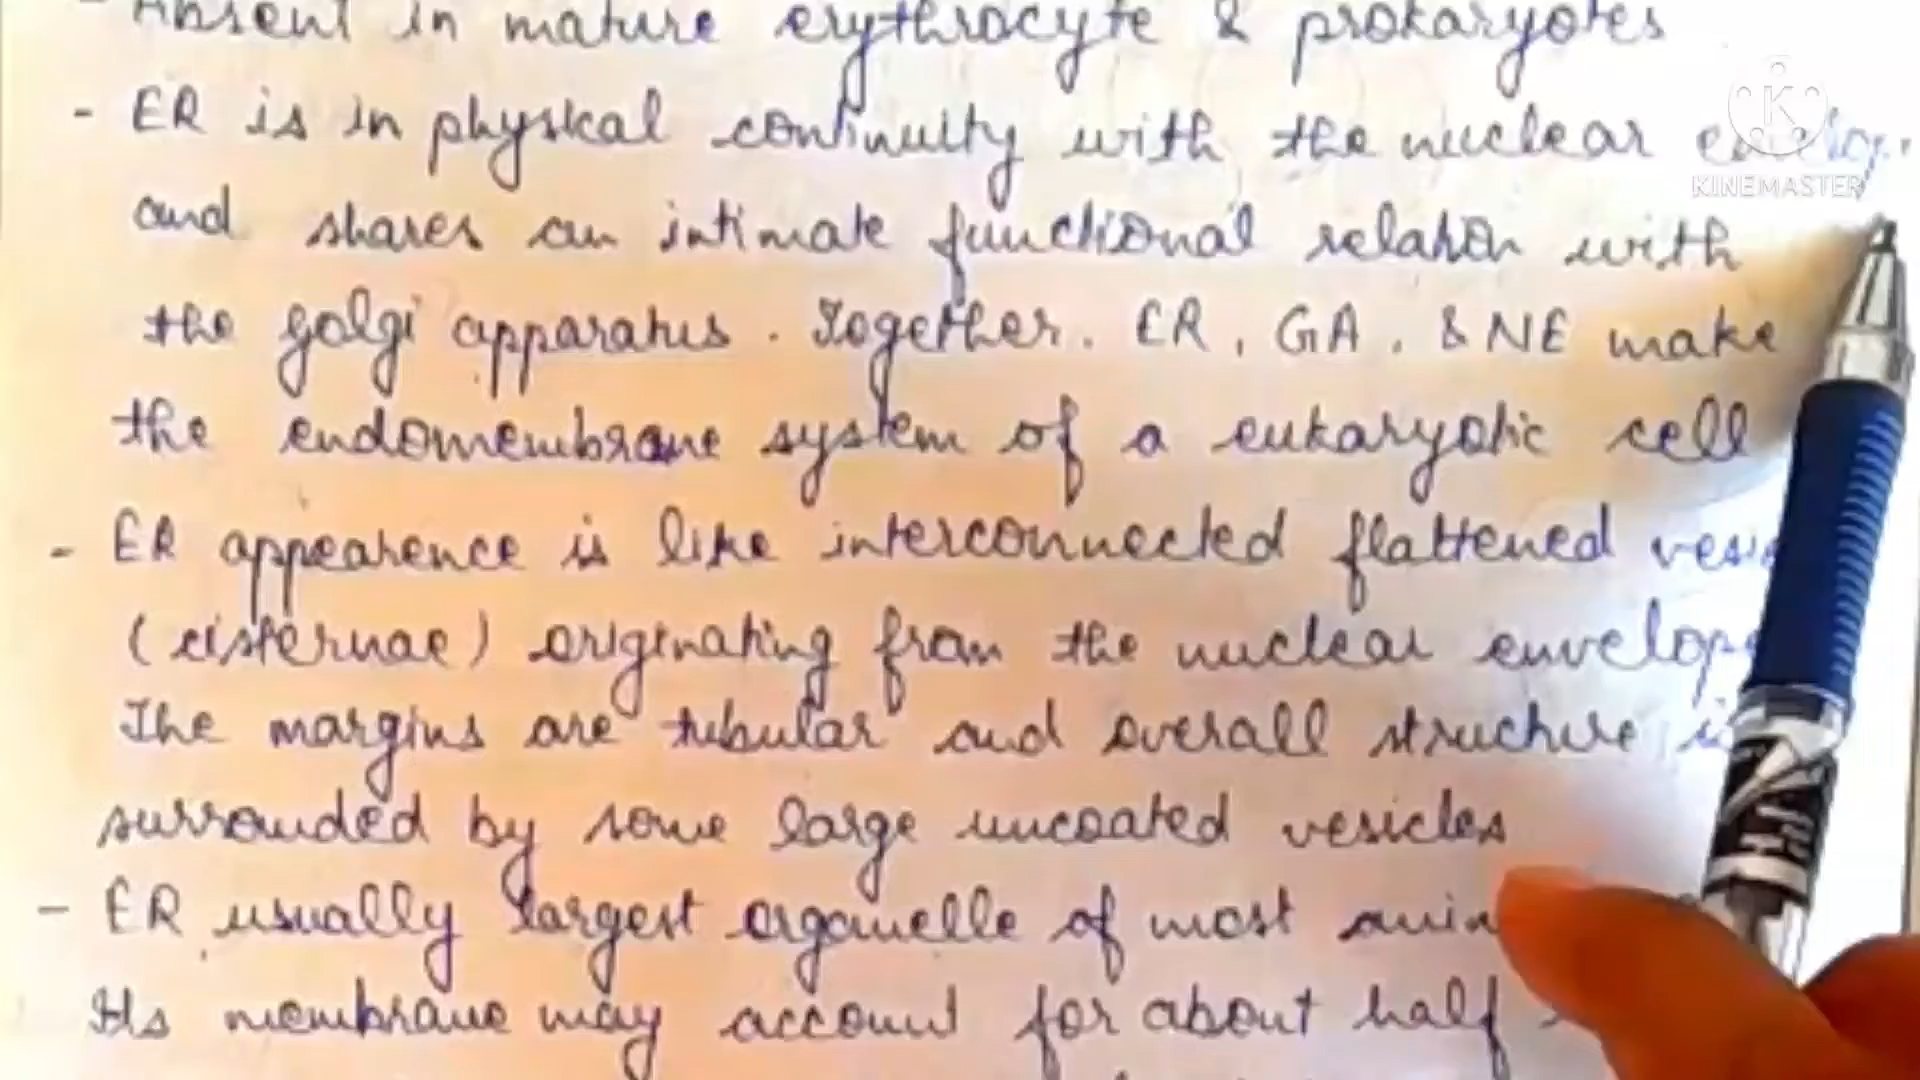 - Absent in mature erythrocyte & prokaryotes
- ER is in physical continuity with the nuclear
KINEMASTER
and shares an intimate functional relation with
the golgi apparatus. Together, ER, GA, & NE make
the endomembrane system of a eukaryotic cell
- ER appearence is like interconnected flattened
(cisternae) originating from the nuclear envelope
The margins are tubular and overall structure is
surrounded by some large uncoated vesicles
- ER usually largest organelle of most
Its membrane may account for about half